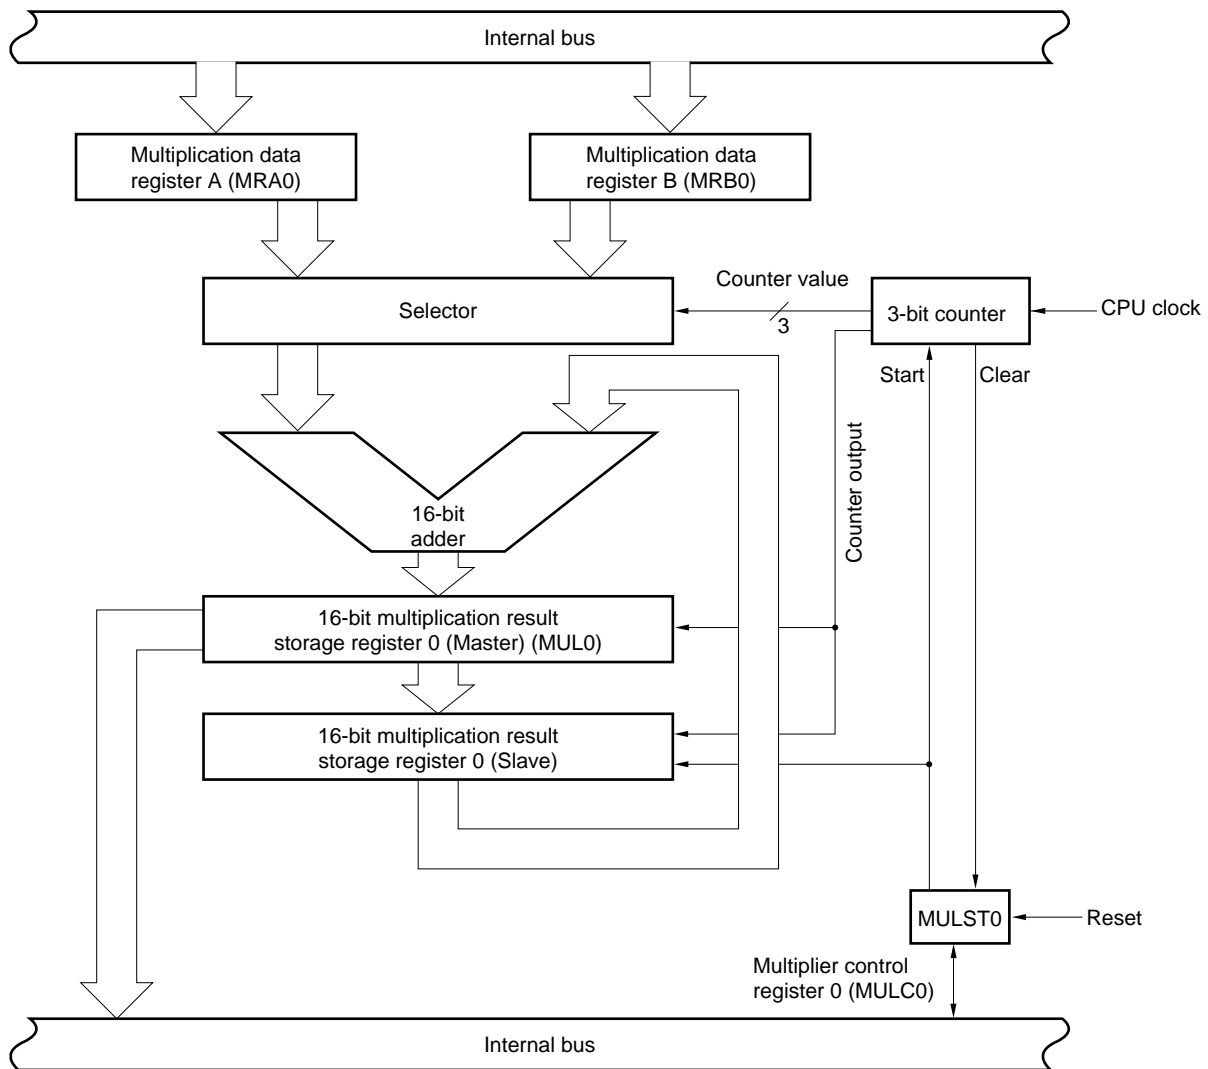 Internal bus
Multiplication data
register A (MRA0)
Multiplication data
register B (MRB0)
Selector
Counter value
3
3-bit counter
CPU clock
Start
Clear
Counter output
16-bit
adder
16-bit multiplication result
storage register 0 (Master) (MUL0)
16-bit multiplication result
storage register 0 (Slave)
MULST0
Reset
Multiplier control
register 0 (MULC0)
Internal bus